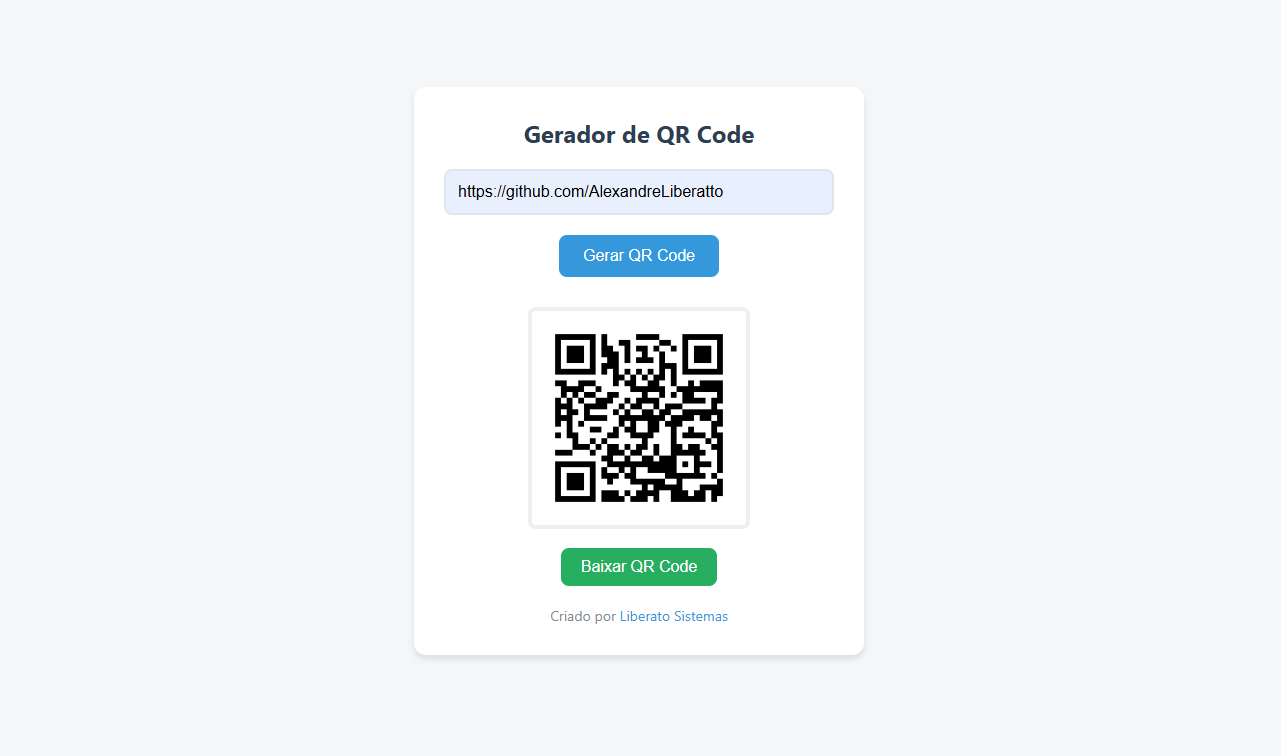 Gerador de QR Code
https://github.com/AlexandreLiberatto
Gerar QR Code
Baixar QR Code
Criado por Liberato Sistemas